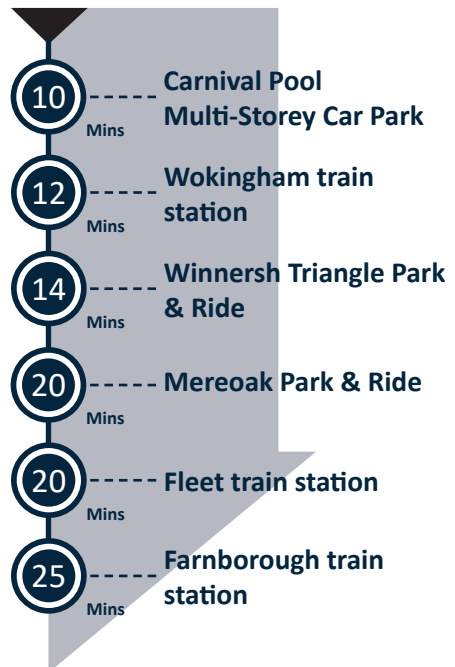 10
Mins
Carnival Pool
Multi-Storey Car Park
12
Mins
Wokingham train
station
14
Mins
Winnersh Triangle Park
& Ride
20
Mins
Mereoak Park & Ride
20
Mins
Fleet train station
25
Mins
Farnborough train
station